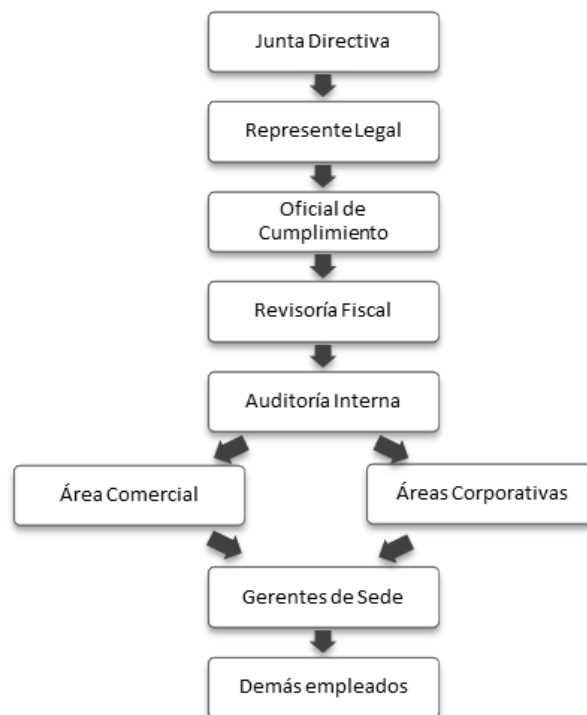 Junta Directiva
Represente Legal
Oficial de
Cumplimiento
Revisoría Fiscal
Auditoría Interna
Área Comercial
Áreas Corporativas
Gerentes de Sede
Demás empleados